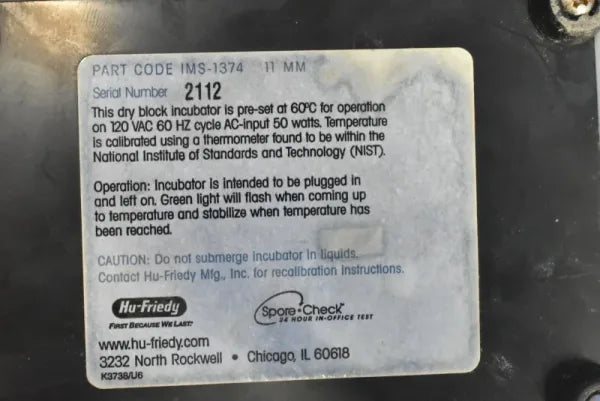 PART CODE IMS-1374 11 MM
Serial Number 2112
This dry block incubator is pre-set at 60°C for operation
on 120 VAC 60 HZ cycle AC-input 50 watts. Temperature
is calibrated using a thermometer found to be within the
National Institute of Standards and Technology (NIST).
Operation: Incubator is intended to be plugged in
and left on. Green light will flash when coming up
to temperature and stabilize when temperature has
been reached.
CAUTION: Do not submerge incubator in liquids.
Contact Hu-Friedy Mfg., Inc. for recalibration instructions.
Hu-Friedy
FIRST BECAUSE WE LAST.
Spore•Check™
24 HOUR IN-OFFICE TEST
www.hu-friedy.com
3232 North Rockwell • Chicago, IL 60618
K3738/U6